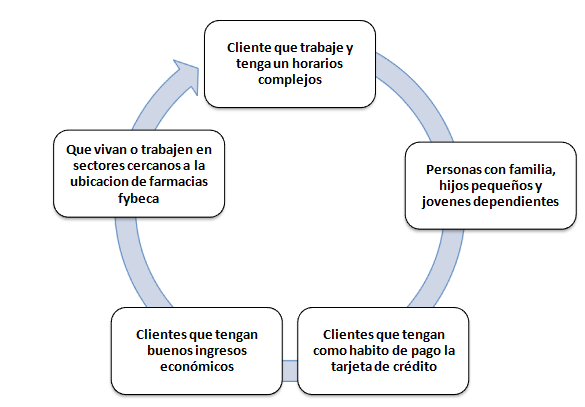 Cliente que trabaje y
tenga un horarios
complejos
Personas con familia,
hijos pequeños y
jovenes dependientes
Clientes que tengan
como habito de pago la
tarjeta de crédito
Clientes que tengan
buenos ingresos
económicos
Que vivan o trabajen en
sectores cercanos a la
ubicacion de farmacias
fybeca